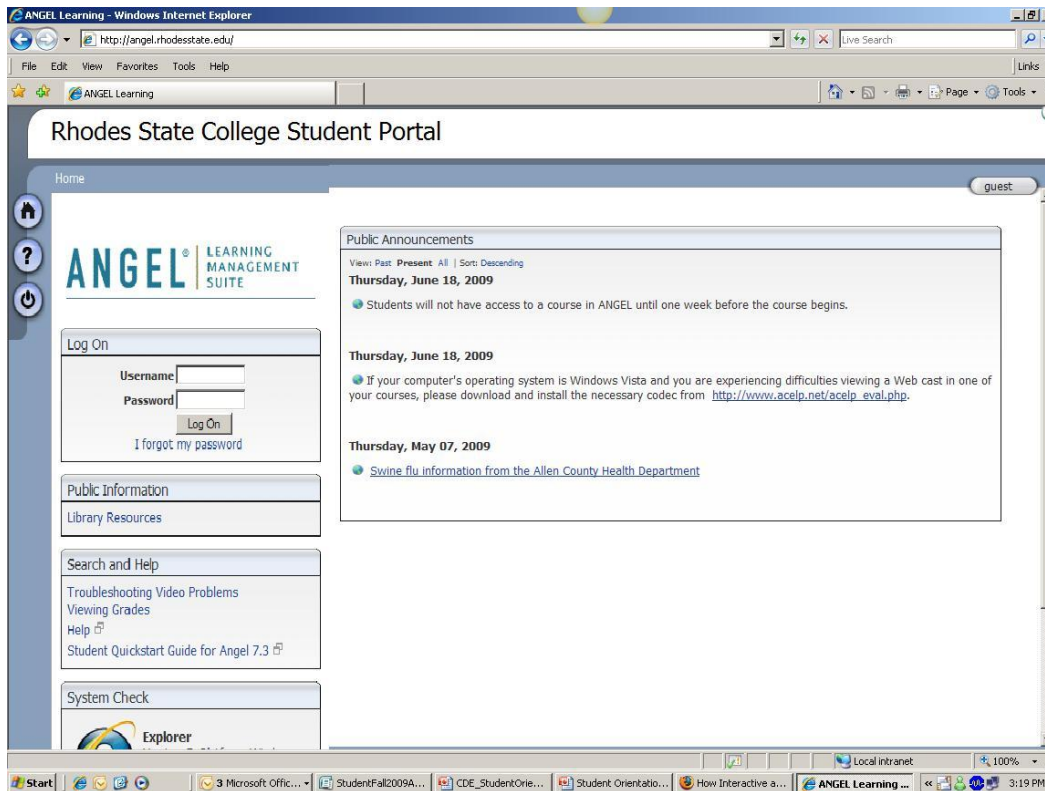 ANGEL Learning - Windows Internet Explorer
http://angel.rhodesstate.edu/
Live Search
File Edit View Favorites Tools Help
Links
ANGEL Learning
Page
Tools
Rhodes State College Student Portal
Home
guest
ANGEL® LEARNING MANAGEMENT SUITE
Log On
Username
Password
Log On
I forgot my password
Public Information
Library Resources
Search and Help
Troubleshooting Video Problems
Viewing Grades
Help
Student Quickstart Guide for Angel 7.3
System Check
Explorer
Public Announcements
View: Past Present All | Sort: Descending
Thursday, June 18, 2009
Students will not have access to a course in ANGEL until one week before the course begins.
Thursday, June 18, 2009
If your computer's operating system is Windows Vista and you are experiencing difficulties viewing a Web cast in one of
your courses, please download and install the necessary codec from http://www.acelp.net/acelp_eval.php.
Thursday, May 07, 2009
Swine flu information from the Allen County Health Department
Local intranet
100%
Start
3 Microsoft Offic...
StudentFall2009A...
CDE_StudentOrie...
Student Orientatio...
How Interactive a...
ANGEL Learning ...
3:19 PM